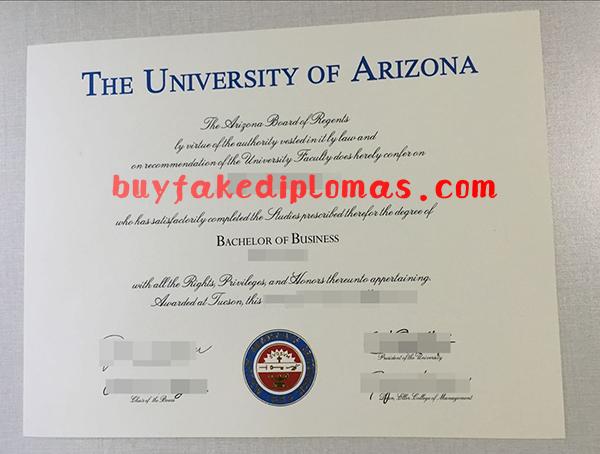 THE UNIVERSITY OF ARIZONA
The Arizona Board of Regents
by virtue of the authority vested in it by law and
on recommendation of the University Faculty does hereby confer on
buyfakediplomas.com
who has satisfactorily completed the Studies prescribed therefor the degree of
BACHELOR OF BUSINESS
with all the Rights, Privileges, and Honors thereunto appertaining.
Awarded at Tucson, this
President of the University
Chair of the
Eller College of Management